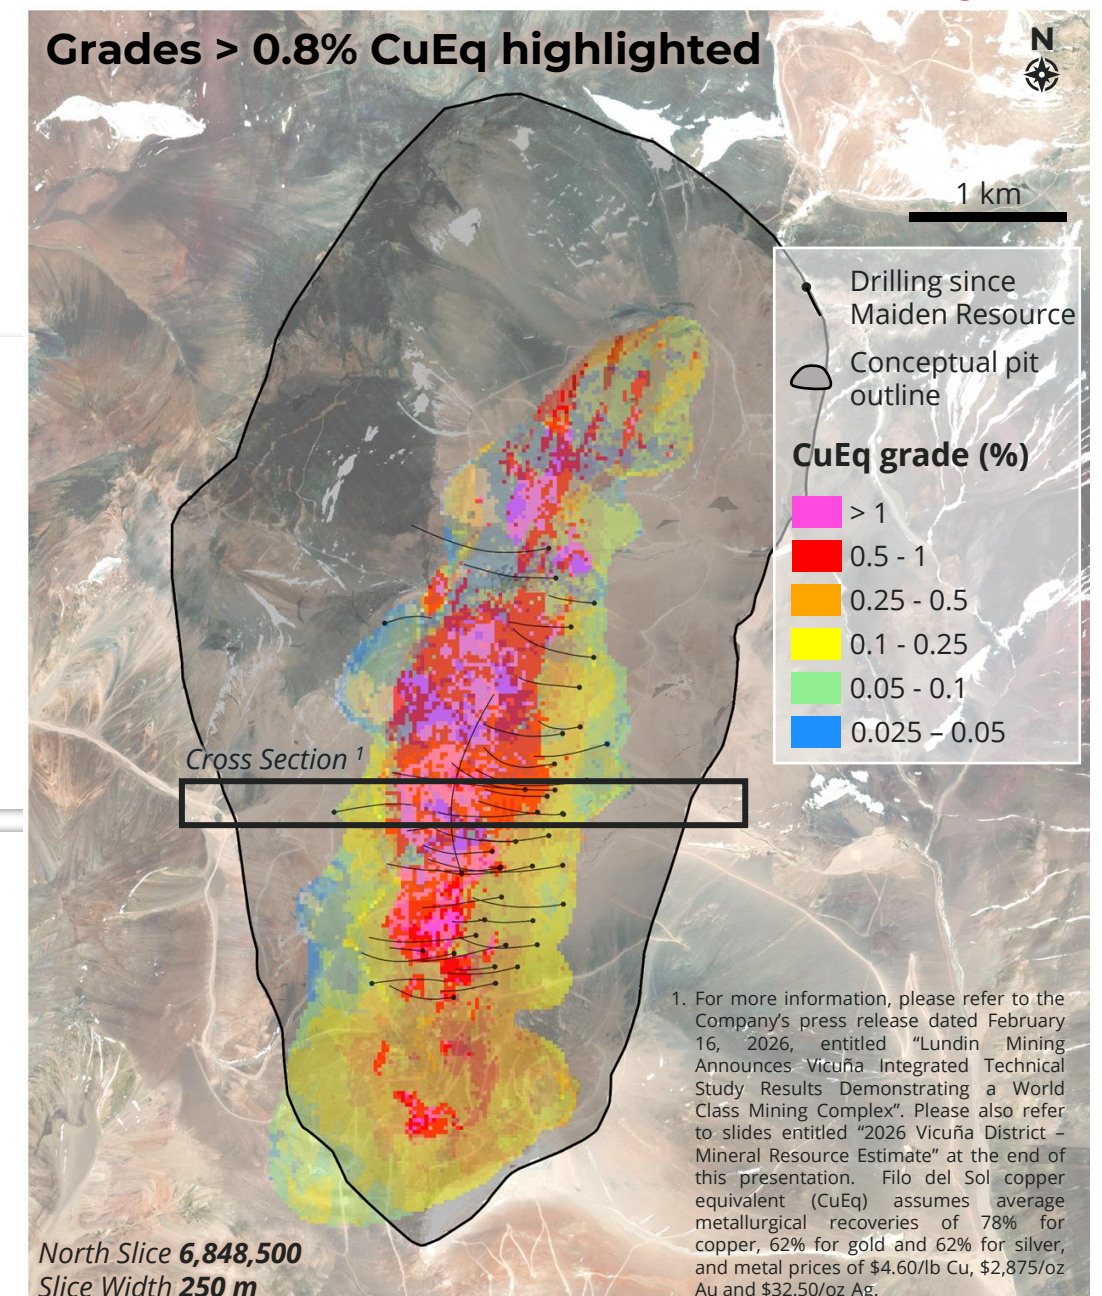 Grades > 0.8% CuEq highlighted
N
1 km
Drilling since
Maiden Resource
Conceptual pit
outline
CuEq grade (%)
> 1
0.5 - 1
0.25 - 0.5
0.1 - 0.25
0.05 - 0.1
0.025 – 0.05
Cross Section 1
1. For more information, please refer to the
Company's press release dated February
16, 2026, entitled “Lundin Mining
Announces Vicuña Integrated Technical
Study Results Demonstrating a World
Class Mining Complex”. Please also refer
to slides entitled “2026 Vicuña District –
Mineral Resource Estimate” at the end of
this presentation. Filo del Sol copper
equivalent (CuEq) assumes average
metallurgical recoveries of 78% for
copper, 62% for gold and 62% for silver,
and metal prices of $4.60/lb Cu, $2,875/oz
Au and $32.50/oz Ag.
North Slice 6,848,500
Slice Width 250 m